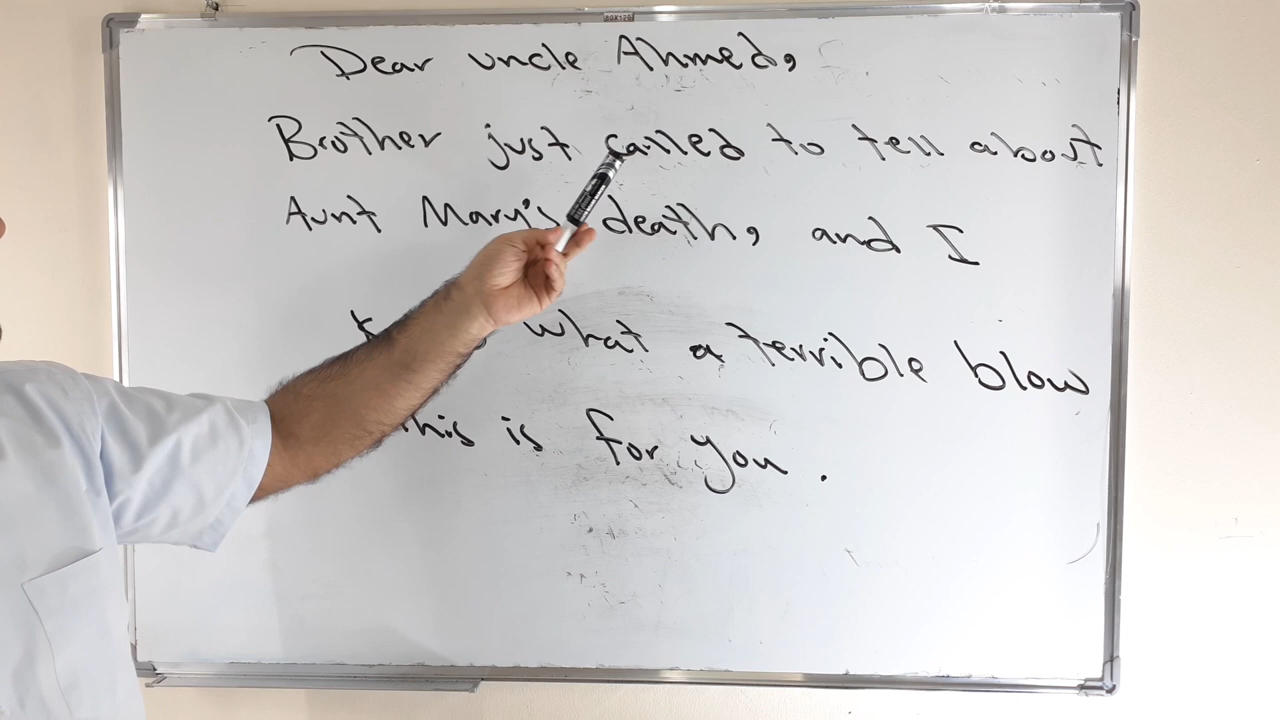 Dear uncle Ahmed,
Brother just called to tell about
Aunt Mary's death, and I
what a terrible blow
this is for you.